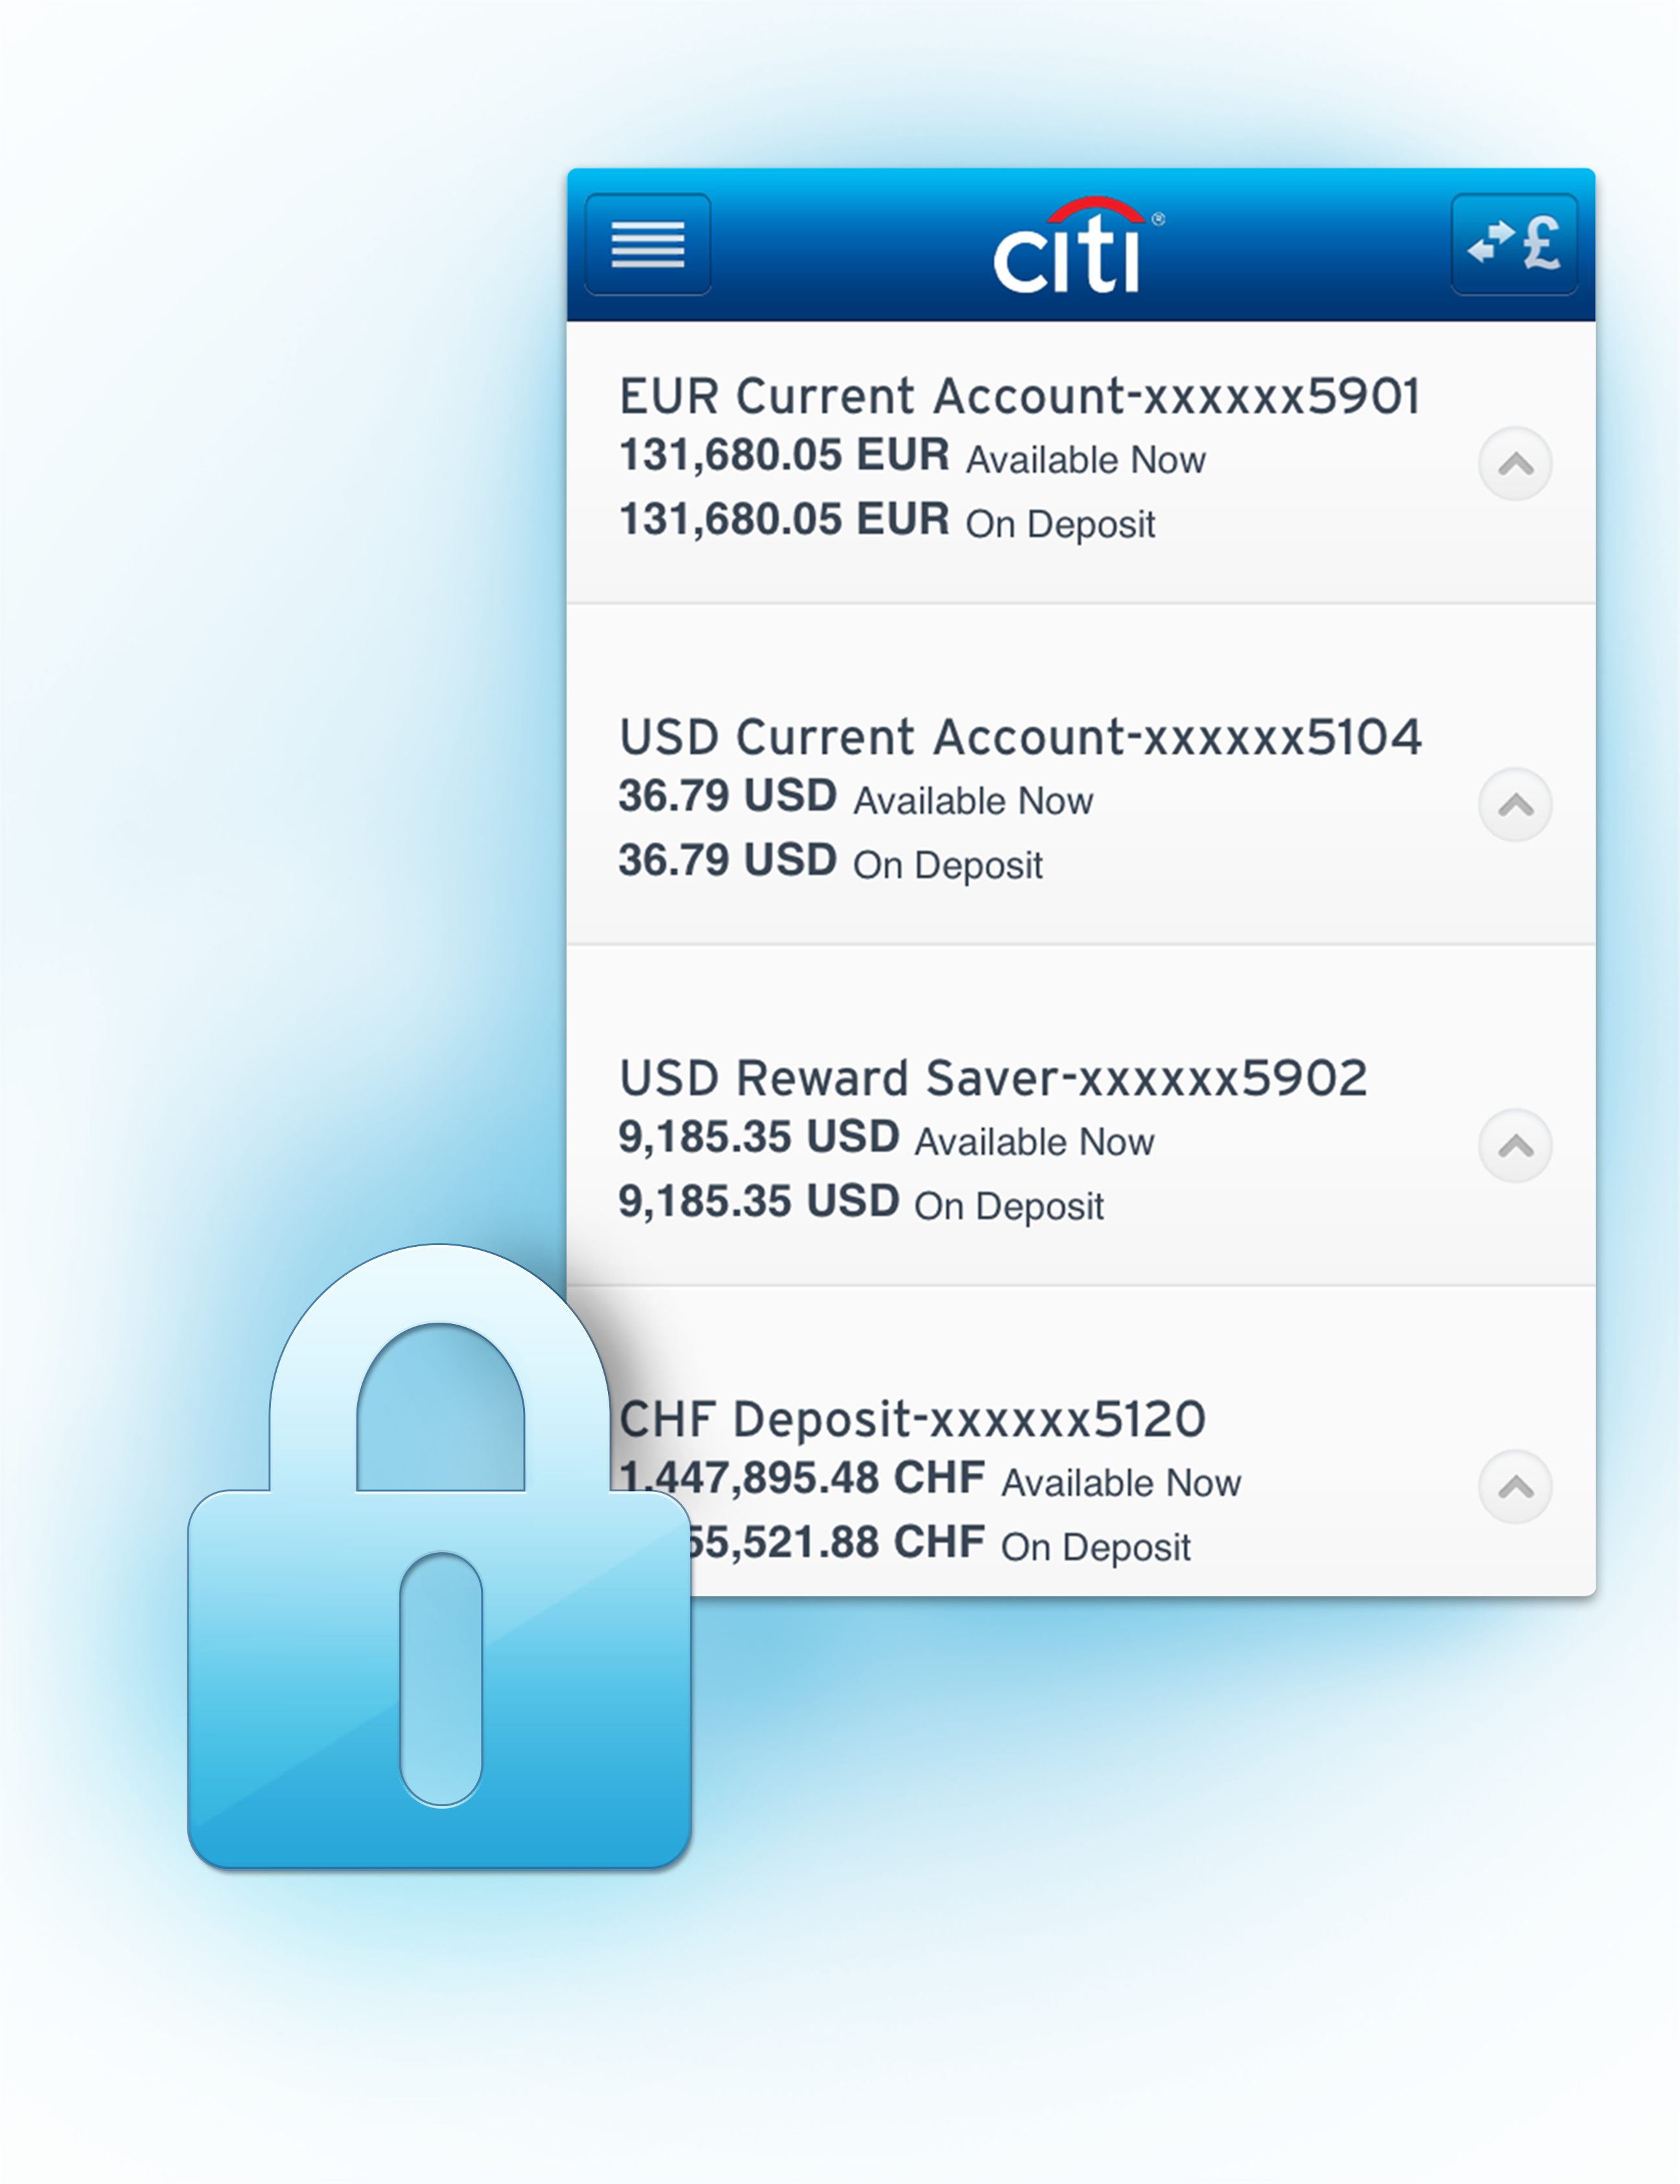 citi®
£
EUR Current Account-xxxxxx5901
131,680.05 EUR Available Now
131,680.05 EUR On Deposit
USD Current Account-xxxxxx5104
36.79 USD Available Now
36.79 USD On Deposit
USD Reward Saver-xxxxxx5902
9,185.35 USD Available Now
9,185.35 USD On Deposit
CHF Deposit-xxxxxx5120
1,447,895.48 CHF Available Now
55,521.88 CHF On Deposit